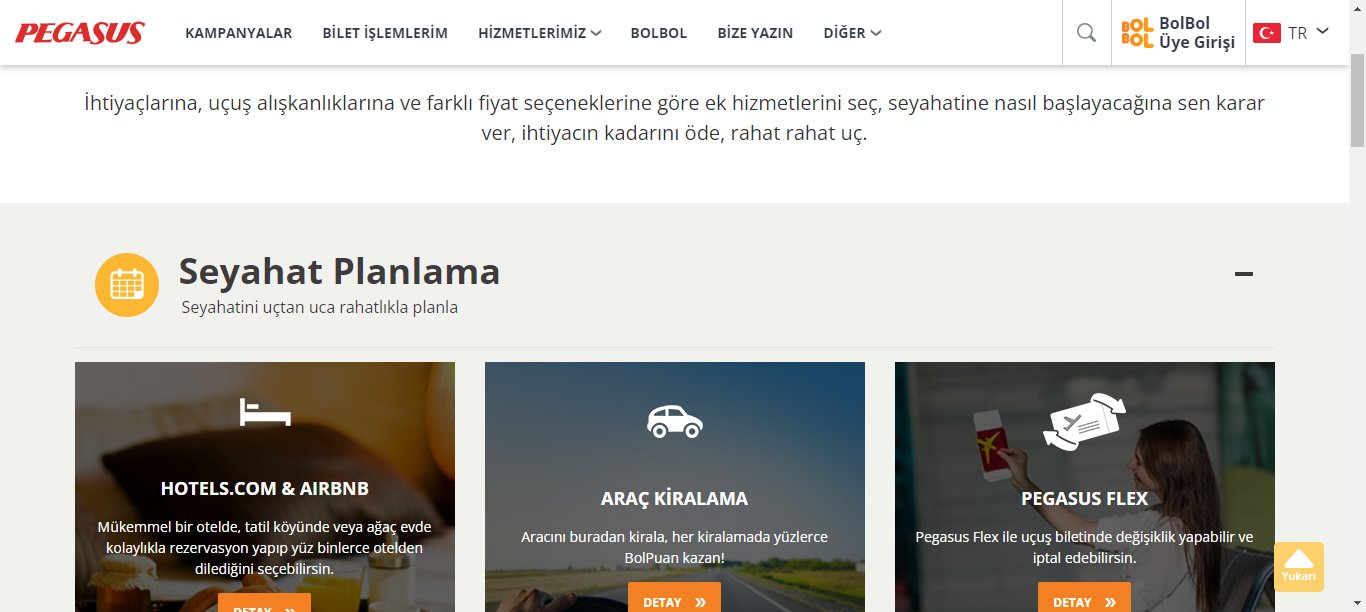 PEGASUS
KAMPANYALAR
BİLET İŞLEMLERİM
HİZMETLERİMİZ
BOLBOL
BİZE YAZIN
DİĞER
BOL
BOL
BolBol
Üye Girişi
TR
İhtiyaçlarına, uçuş alışkanlıklarına ve farklı fiyat seçeneklerine göre ek hizmetlerini seç, seyahatine nasıl başlayacağına sen karar
ver, ihtiyacın kadarını öde, rahat rahat uç.
Seyahat Planlama
Seyahatini uçtan uca rahatlıkla planla
HOTELS.COM & AIRBNB
Mükemmel bir otelde, tatil köyünde veya ağaç evde
kolaylıkla rezervasyon yapıp yüz binlerce otelden
dilediğini seçebilirsin.
DETAY »
ARAÇ KİRALAMA
Aracını buradan kirala, her kiralamada yüzlerce
BolPuan kazan!
DETAY »
PEGASUS FLEX
Pegasus Flex ile uçuş biletinde değişiklik yapabilir ve
iptal edebilirsin.
DETAY »
Yukarı